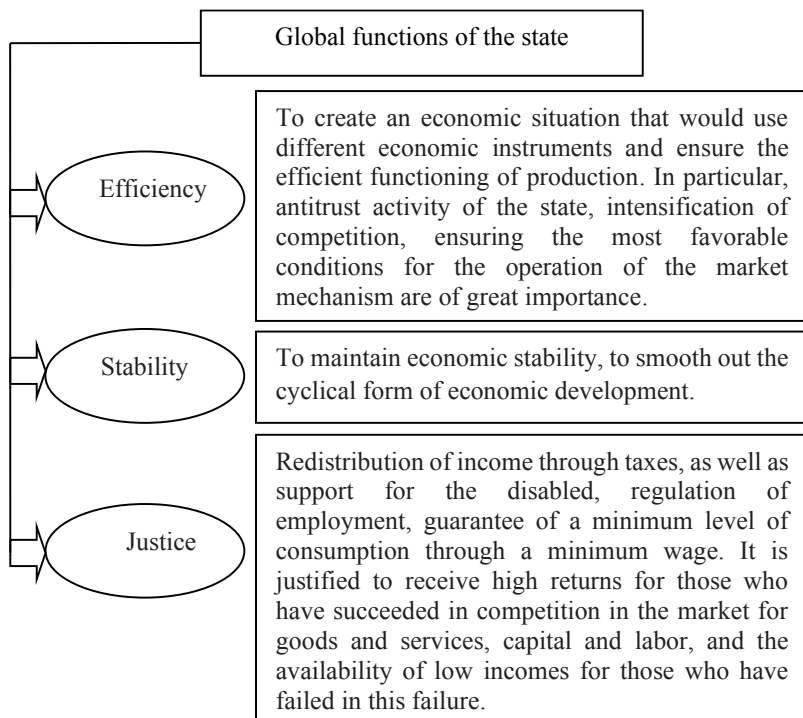 Global functions of the state
Efficiency
To create an economic situation that would use
different economic instruments and ensure the
efficient functioning of production. In particular,
antitrust activity of the state, intensification of
competition, ensuring the most favorable
conditions for the operation of the market
mechanism are of great importance.
Stability
To maintain economic stability, to smooth out the
cyclical form of economic development.
Justice
Redistribution of income through taxes, as well as
support for the disabled, regulation of
employment, guarantee of a minimum level of
consumption through a minimum wage. It is
justified to receive high returns for those who
have succeeded in competition in the market for
goods and services, capital and labor, and the
availability of low incomes for those who have
failed in this failure.